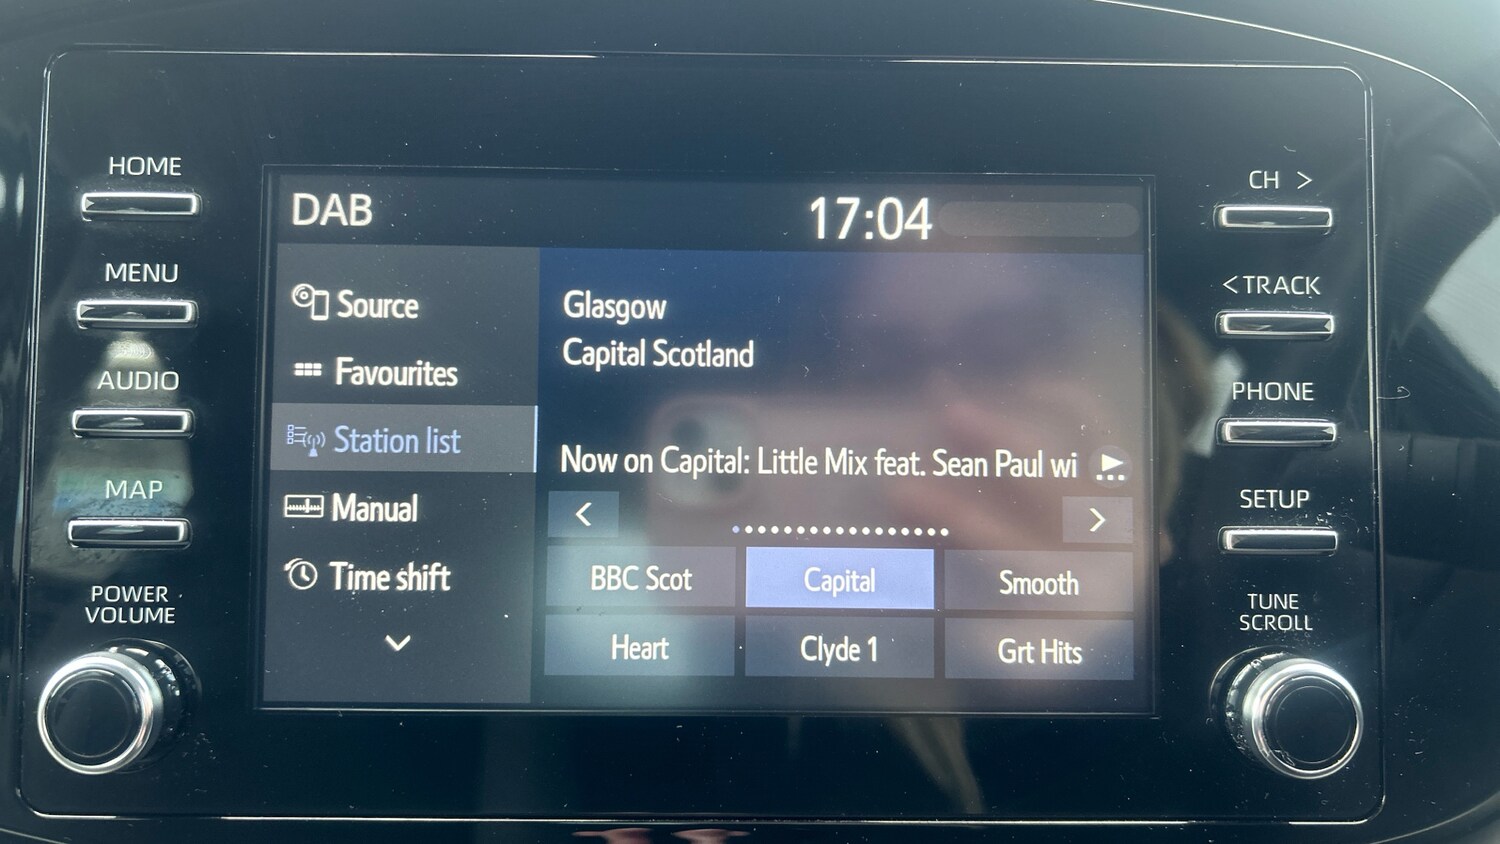 HOME
MENU
AUDIO
MAP
POWER
VOLUME
DAB
17:04
Source
Favourites
Station list
Manual
Time shift
Glasgow
Capital Scotland
Now on Capital: Little Mix feat. Sean Paul wi
< >
BBC Scot Capital Smooth
Heart Clyde 1 Grt Hits
CH >
< TRACK
PHONE
SETUP
TUNE
SCROLL